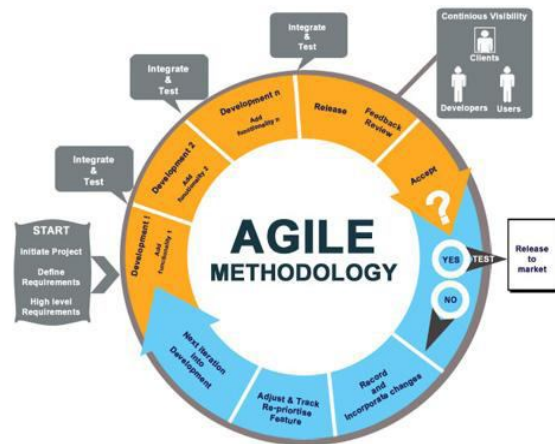 Continious Visibility
Clients
Developers
Users
Integrate
&
Test
Integrate
&
Test
Integrate
&
Test
START
Initiate Project
Define
Requirements
High level
Requirements
Development 1
Add
functionality 1
Development 2
Add
functionality 2
Development n
Add
functionality n
Release
Feedback
Review
Accept
?
YES
TEST
Release
to
market
NO
Record
and
Incorporate changes
Adjust & Track
Re-priortise
Feature
Next iteration
into
Development
AGILE
METHODOLOGY